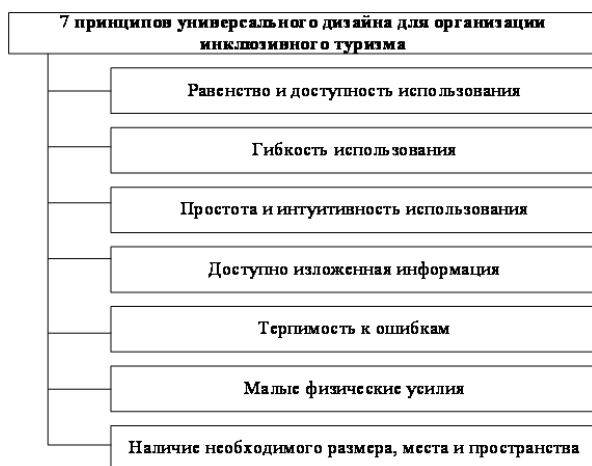 7 принципов универсального дизайна для организации
инклюзивного туризма
Равенство и доступность использования
Гибкость использования
Простота и интуитивность использования
Доступно изложенная информация
Терпимость к ошибкам
Малые физические усилия
Наличие необходимого размера, места и пространства